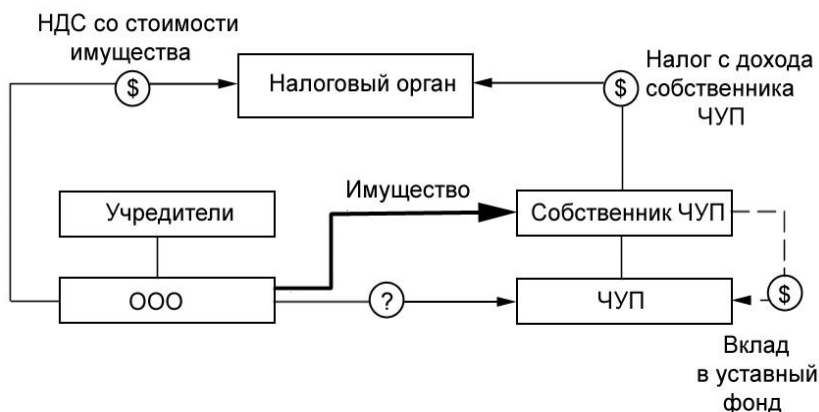 НДС со стоимости
имущества
$
Налоговый орган
$
Налог с дохода
собственника
ЧУП
Учредители
Имущество
Собственник ЧУП
ООО
?
ЧУП
$
Вклад
в уставный
фонд